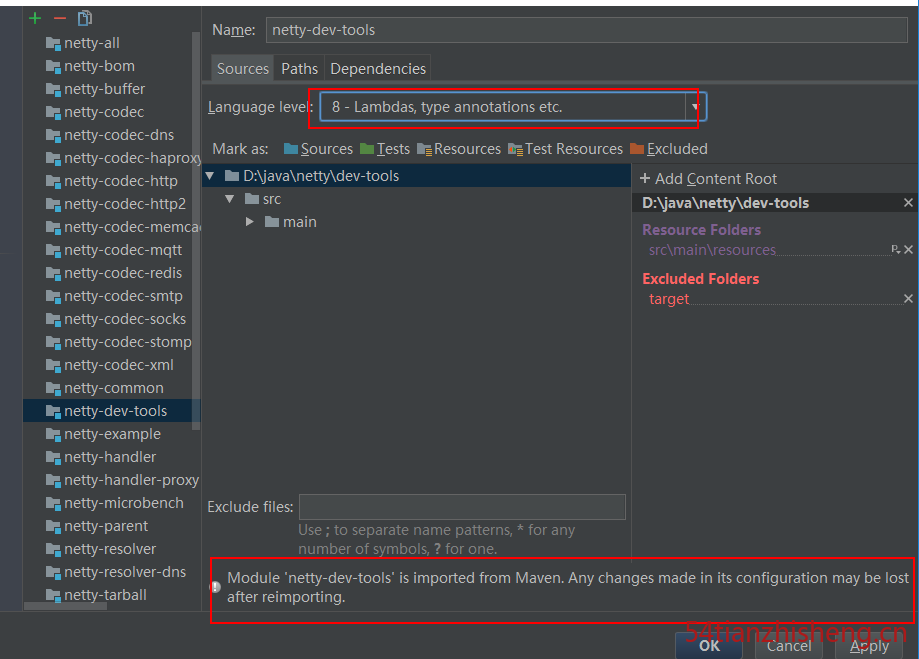 netty-all
netty-bom
netty-buffer
netty-codec
netty-codec-dns
netty-codec-haproxy
netty-codec-http
netty-codec-http2
netty-codec-memca
netty-codec-mqtt
netty-codec-redis
netty-codec-smtp
netty-codec-socks
netty-codec-stomp
netty-codec-xml
netty-common
netty-dev-tools
netty-example
netty-handler
netty-handler-proxy
netty-microbench
netty-parent
netty-resolver
netty-resolver-dns
netty-tarball
Name: netty-dev-tools
Sources Paths Dependencies
Language level: 8 - Lambdas, type annotations etc.
Mark as: Sources Tests Resources Test Resources Excluded
D:\java\netty\dev-tools
src
main
+ Add Content Root
D:\java\netty\dev-tools
Resource Folders
src\main\resources
Excluded Folders
target
Exclude files:
Use ; to separate name patterns, * for any
number of symbols, ? for one.
Module 'netty-dev-tools' is imported from Maven. Any changes made in its configuration may be lost
after reimporting.
54tianzhisheng.cn
OK Cancel Apply